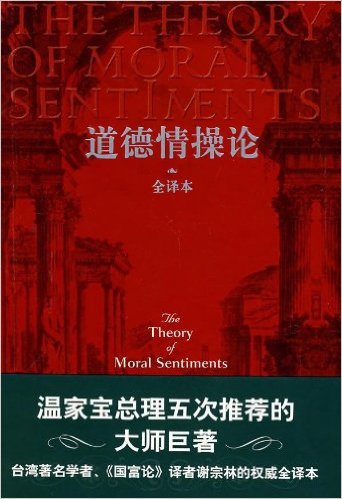 THE THEORY
OF MORAL
SENTIMENTS
道德情操论
全译本
The
Theory
of
Moral Sentiments
温家宝总理五次推荐的
大师巨著
台湾著名学者、《国富论》译者谢宗林的权威全译本